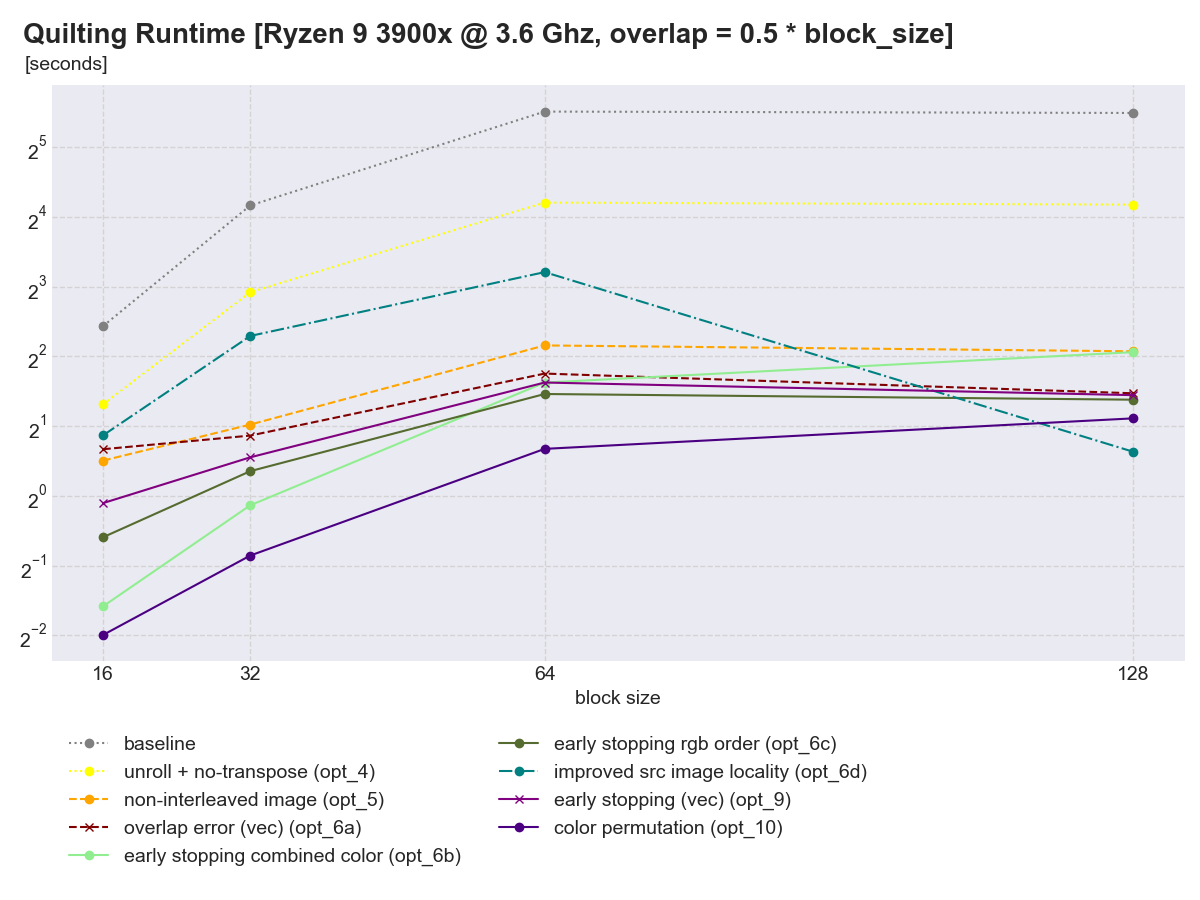 Quilting Runtime [Ryzen 9 3900x @ 3.6 Ghz, overlap = 0.5 * block_size]
[seconds]
2^5
2^4
2^3
2^2
2^1
2^0
2^−1
2^−2
16 32 64 128
block size
baseline
unroll + no-transpose (opt_4)
non-interleaved image (opt_5)
overlap error (vec) (opt_6a)
early stopping combined color (opt_6b)
early stopping rgb order (opt_6c)
improved src image locality (opt_6d)
early stopping (vec) (opt_9)
color permutation (opt_10)